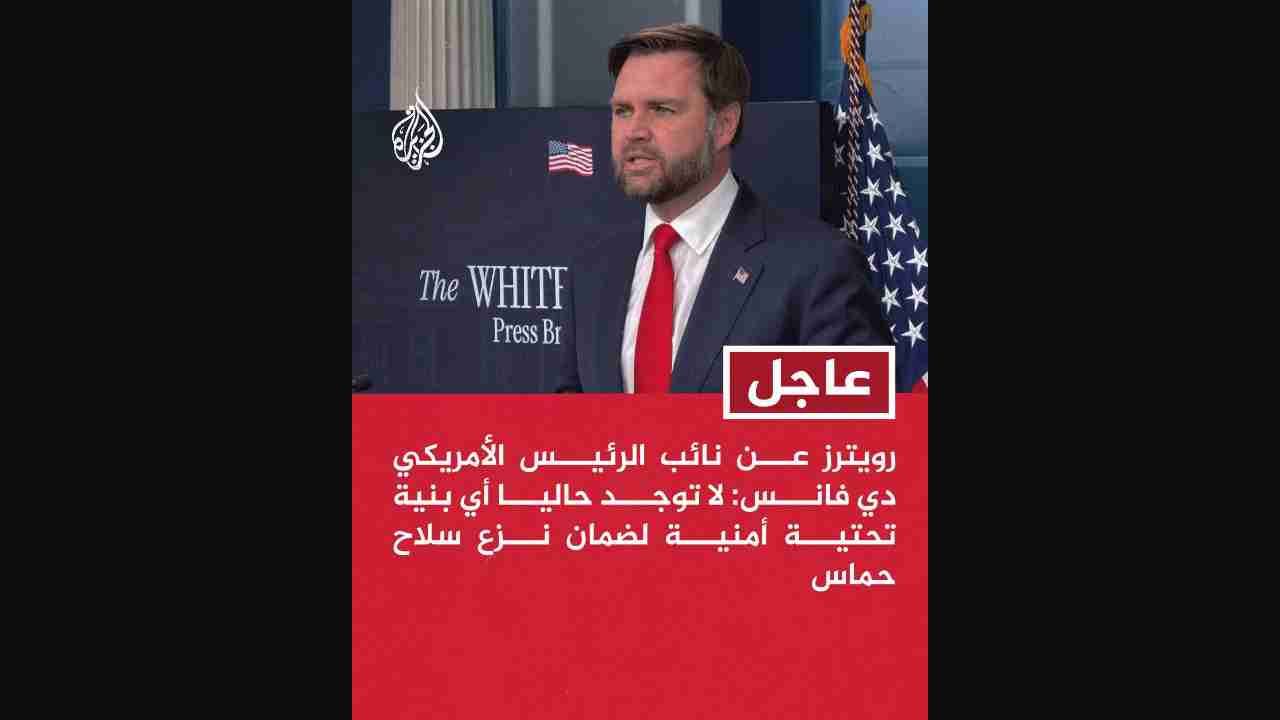 الجزيرة
The WHITE
Press Br
عاجل
رويترز عن نائب الرئيس الأمريكي
دي فانس: لا توجد حاليا أي بنية
تحتية أمنية لضمان نزع سلاح
حماس